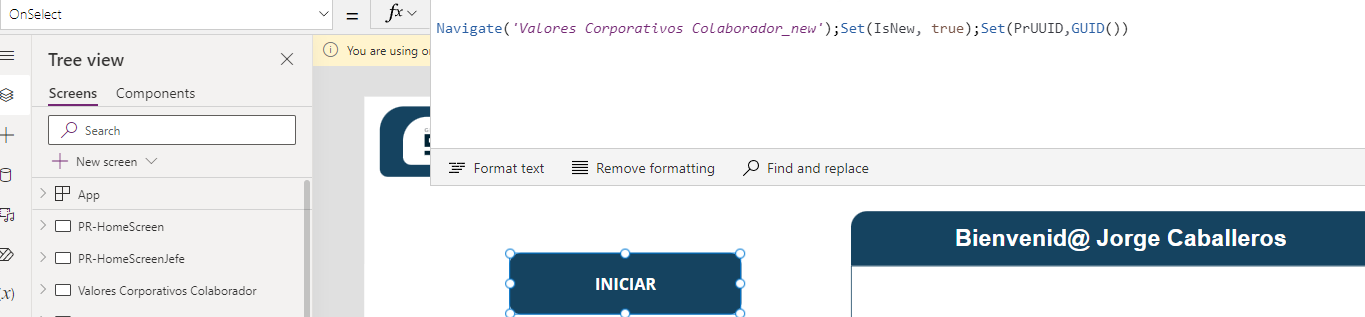 OnSelect
=
fx
Navigate('Valores Corporativos Colaborador_new');Set(IsNew, true);Set(PrUUID,GUID())
Tree view
You are using
Screens
Components
Search
New screen
Format text
Remove formatting
Find and replace
App
PR-HomeScreen
PR-HomeScreenJefe
Valores Corporativos Colaborador
(x)
Bienvenid@ Jorge Caballeros
INICIAR